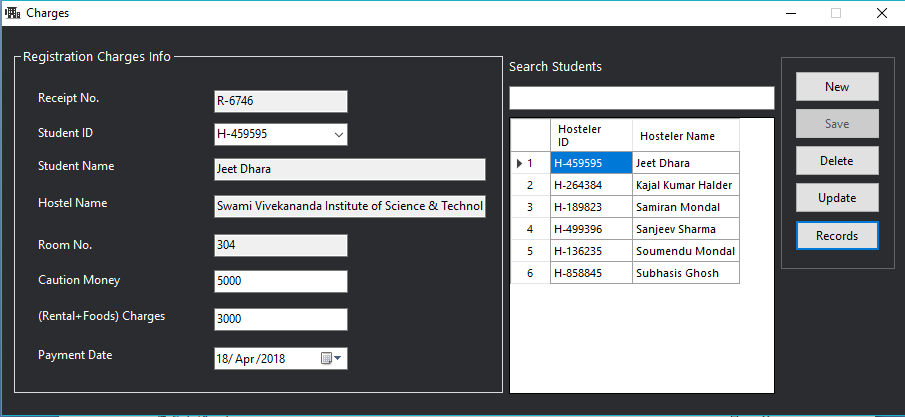 Charges
Registration Charges Info
Receipt No. R-6746
Student ID H-459595
Student Name Jeet Dhara
Hostel Name Swami Vivekananda Institute of Science & Technol
Room No. 304
Caution Money 5000
(Rental+Foods) Charges 3000
Payment Date 18/ Apr /2018
Search Students
Hosteler ID Hosteler Name
1 H-459595 Jeet Dhara
2 H-264384 Kajal Kumar Halder
3 H-189823 Samiran Mondal
4 H-499396 Sanjeev Sharma
5 H-136235 Soumendu Mondal
6 H-858845 Subhasis Ghosh
New
Save
Delete
Update
Records